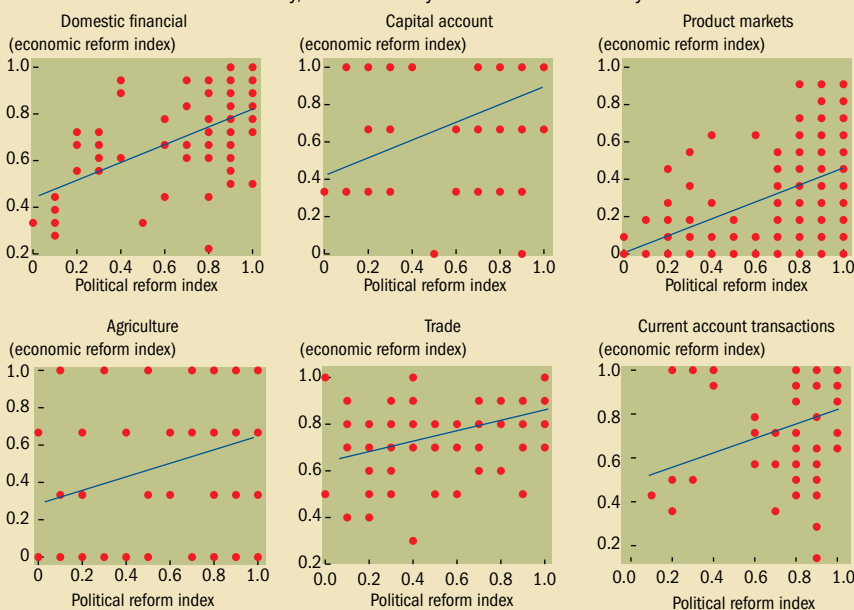 Domestic financial
(economic reform index)
1.0
0.8
0.6
0.4
0.2
0 0.2 0.4 0.6 0.8 1.0
Political reform index
Capital account
(economic reform index)
1.0
0.8
0.6
0.4
0.2
0
0 0.2 0.4 0.6 0.8 1.0
Political reform index
Product markets
(economic reform index)
1.0
0.8
0.6
0.4
0.2
0
0 0.2 0.4 0.6 0.8 1.0
Political reform index
Agriculture
(economic reform index)
1.0
0.8
0.6
0.4
0.2
0
0 0.2 0.4 0.6 0.8 1.0
Political reform index
Trade
(economic reform index)
1.0
0.8
0.6
0.4
0.2
0 0.2 0.4 0.6 0.8 1.0
Political reform index
Current account transactions
(economic reform index)
1.0
0.8
0.6
0.4
0.2
0.0 0.2 0.4 0.6 0.8 1.0
Political reform index